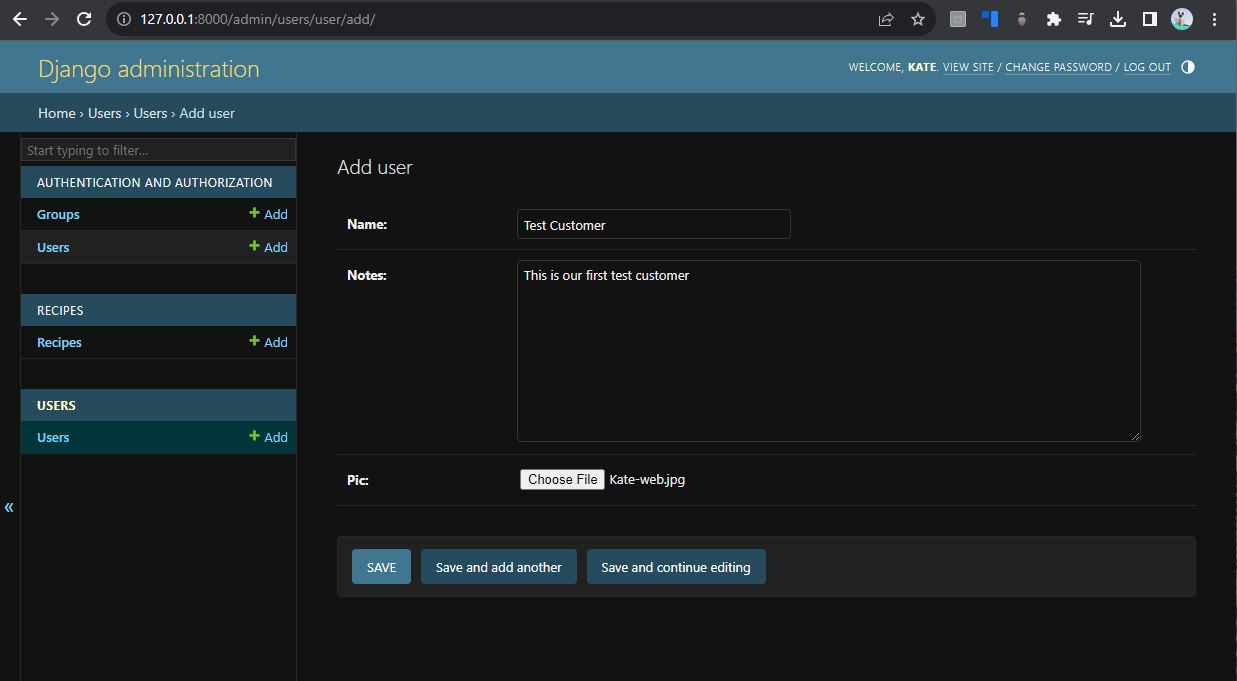 127.0.0.1:8000/admin/users/user/add/
Django administration
WELCOME, KATE. VIEW SITE / CHANGE PASSWORD / LOG OUT
Home › Users › Users › Add user
Start typing to filter...
AUTHENTICATION AND AUTHORIZATION
Groups + Add
Users + Add
RECIPES
Recipes + Add
USERS
Users + Add
«
Add user
Name: Test Customer
Notes: This is our first test customer
Pic: Choose File Kate-web.jpg
SAVE Save and add another Save and continue editing